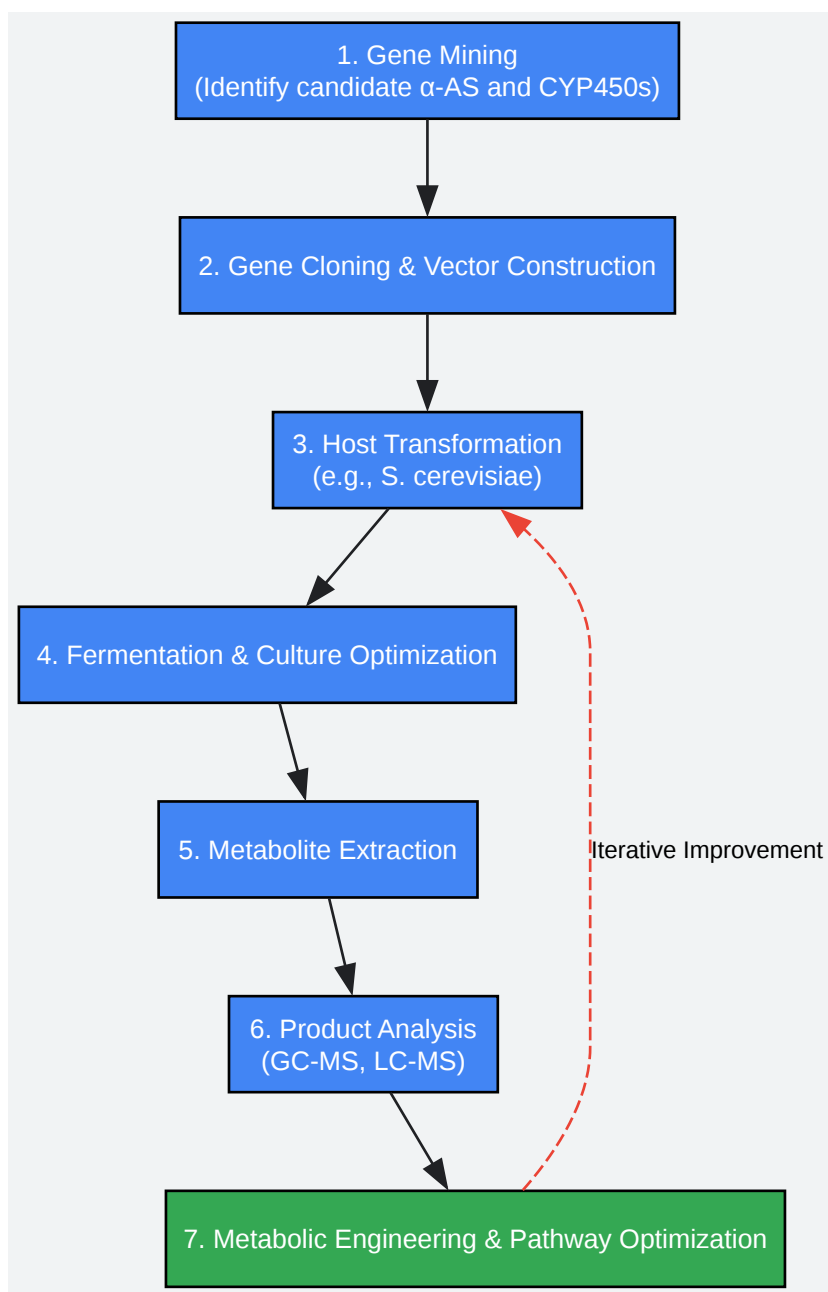 1. Gene Mining
(Identify candidate α-AS and CYP450s)
2. Gene Cloning & Vector Construction
3. Host Transformation
(e.g., S. cerevisiae)
4. Fermentation & Culture Optimization
5. Metabolite Extraction
Iterative Improvement
6. Product Analysis
(GC-MS, LC-MS)
7. Metabolic Engineering & Pathway Optimization